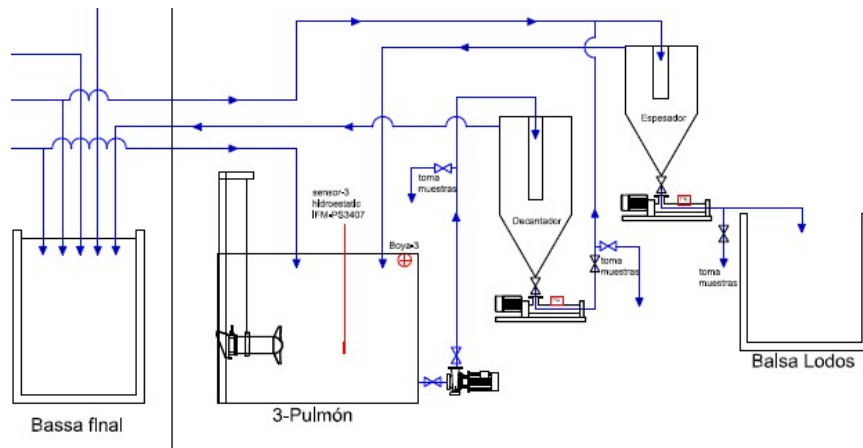 Espesador
toma
muestras
sensor-3
hidroestatic
IFM-PS3407
Decantador
Boya-3
toma
muestras
toma
muestras
Balsa Lodos
3-Pulmón
Bassa final